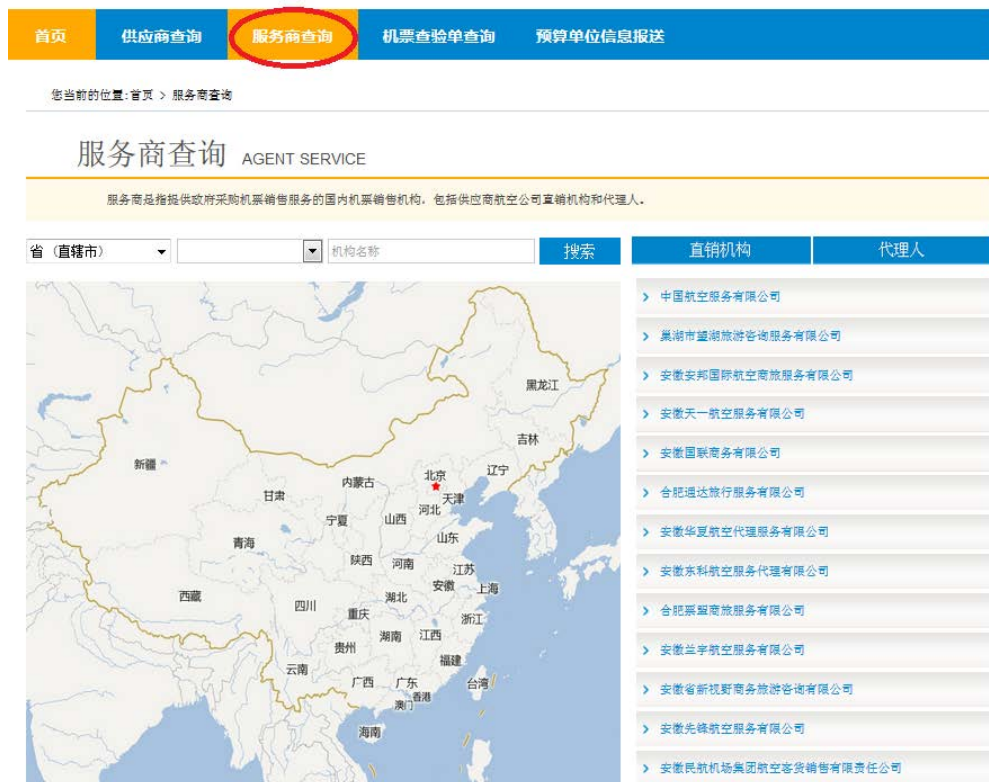 首页 供应商查询 服务商查询 机票查验单查询 预算单位信息报送
您当前的位置:首页 > 服务商查询
服务商查询 AGENT SERVICE
服务商是指提供政府采购机票销售服务的国内机票销售机构，包括供应商航空公司直销机构和代理人。
省（直辖市） 机构名称 搜索
直销机构 代理人
中国航空服务有限公司
巢湖市望湖旅游咨询服务有限公司
安徽安邦国际航空商旅服务有限公司
安徽天一航空服务有限公司
安徽国联商务有限公司
合肥通达旅行服务有限公司
安徽华夏航空代理服务有限公司
安徽东科航空服务代理有限公司
合肥票盟商旅服务有限公司
安徽兰宇航空服务有限公司
安徽省新视野商务旅游咨询有限公司
安徽先锋航空服务有限公司
安徽民航机场集团航空客货销售有限责任公司
黑龙江
吉林
辽宁
新疆
内蒙古
北京
天津
甘肃
河北
宁夏
山西
山东
青海
陕西
河南
江苏
安徽
上海
西藏
四川
湖北
重庆
浙江
湖南
江西
贵州
福建
云南
广西
广东
台湾
香港
澳门
海南